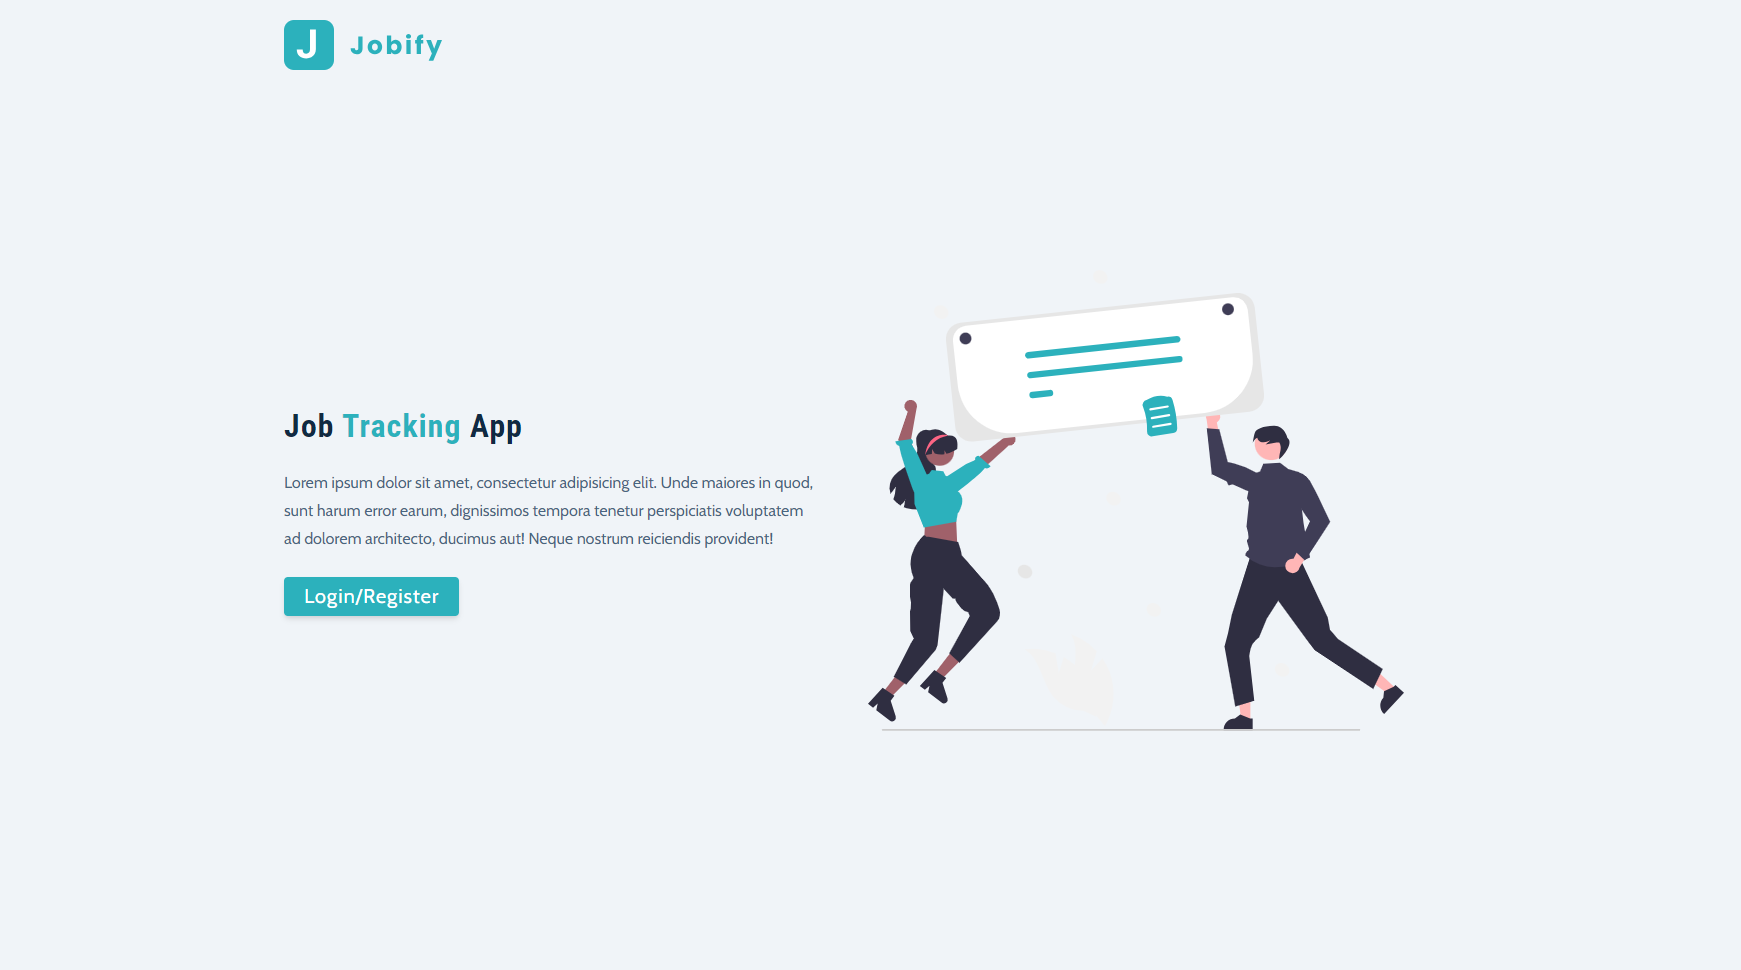 J Jobify
Job Tracking App
Lorem ipsum dolor sit amet, consectetur adipisicing elit. Unde maiores in quod,
sunt harum error earum, dignissimos tempora tenetur perspiciatis voluptatem
ad dolorem architecto, ducimus aut! Neque nostrum reiciendis provident!
Login/Register